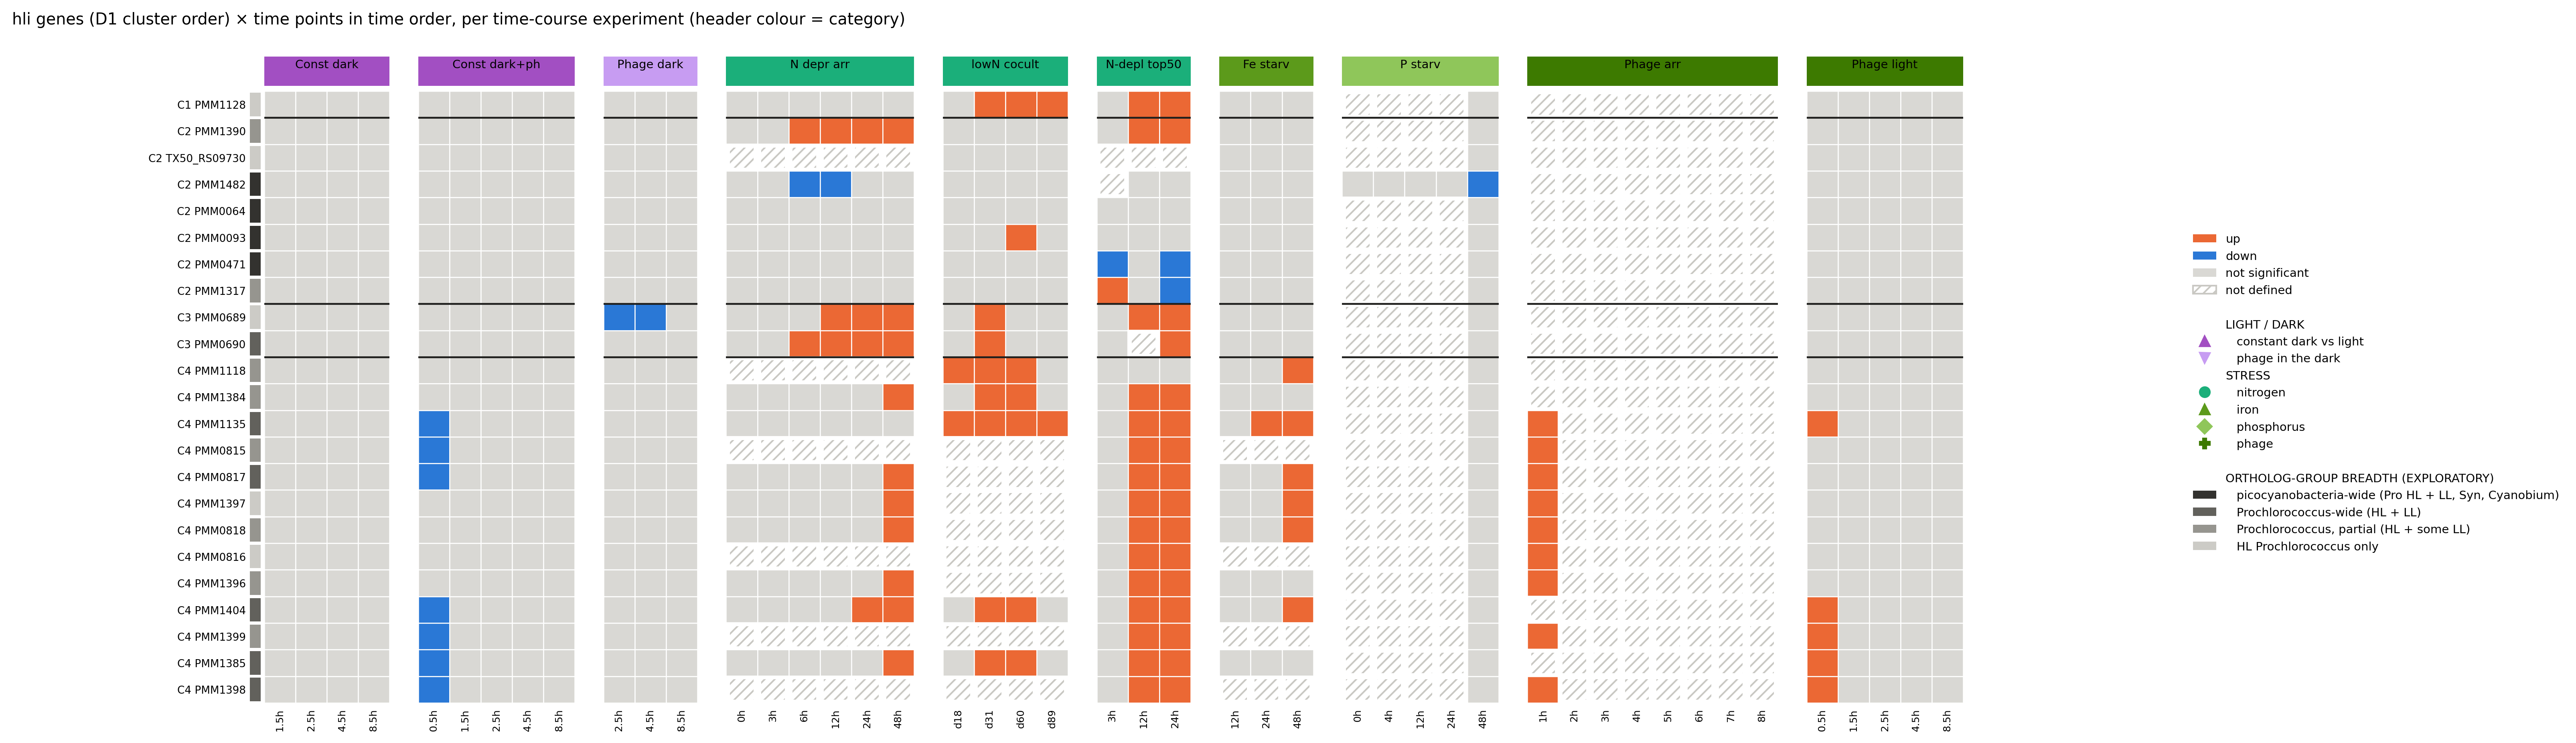 hli genes (D1 cluster order) × time points in time order, per time-course experiment (header colour = category)
Const dark
Const dark+ph
Phage dark
N depr arr
lowN cocult
N-depl top50
Fe starv
P starv
Phage arr
Phage light
C1 PMM1128
C2 PMM1390
C2 TX50_RS09730
C2 PMM1482
C2 PMM0064
C2 PMM0093
C2 PMM0471
C2 PMM1317
C3 PMM0689
C3 PMM0690
C4 PMM1118
C4 PMM1384
C4 PMM1135
C4 PMM0815
C4 PMM0817
C4 PMM1397
C4 PMM0818
C4 PMM0816
C4 PMM1396
C4 PMM1404
C4 PMM1399
C4 PMM1385
C4 PMM1398
1.5h 2.5h 4.5h 8.5h
0.5h 1.5h 2.5h 4.5h 8.5h
2.5h 4.5h 8.5h
0h 3h 6h 12h 24h 48h
d18 d31 d60 d89
3h 12h 24h
12h 24h 48h
0h 4h 12h 24h 48h
1h 2h 3h 4h 5h 6h 7h 8h
0.5h 1.5h 2.5h 4.5h 8.5h
up
down
not significant
not defined
LIGHT / DARK
constant dark vs light
phage in the dark
STRESS
nitrogen
iron
phosphorus
phage
ORTHOLOG-GROUP BREADTH (EXPLORATORY)
picocyanobacteria-wide (Pro HL + LL, Syn, Cyanobium)
Prochlorococcus-wide (HL + LL)
Prochlorococcus, partial (HL + some LL)
HL Prochlorococcus only